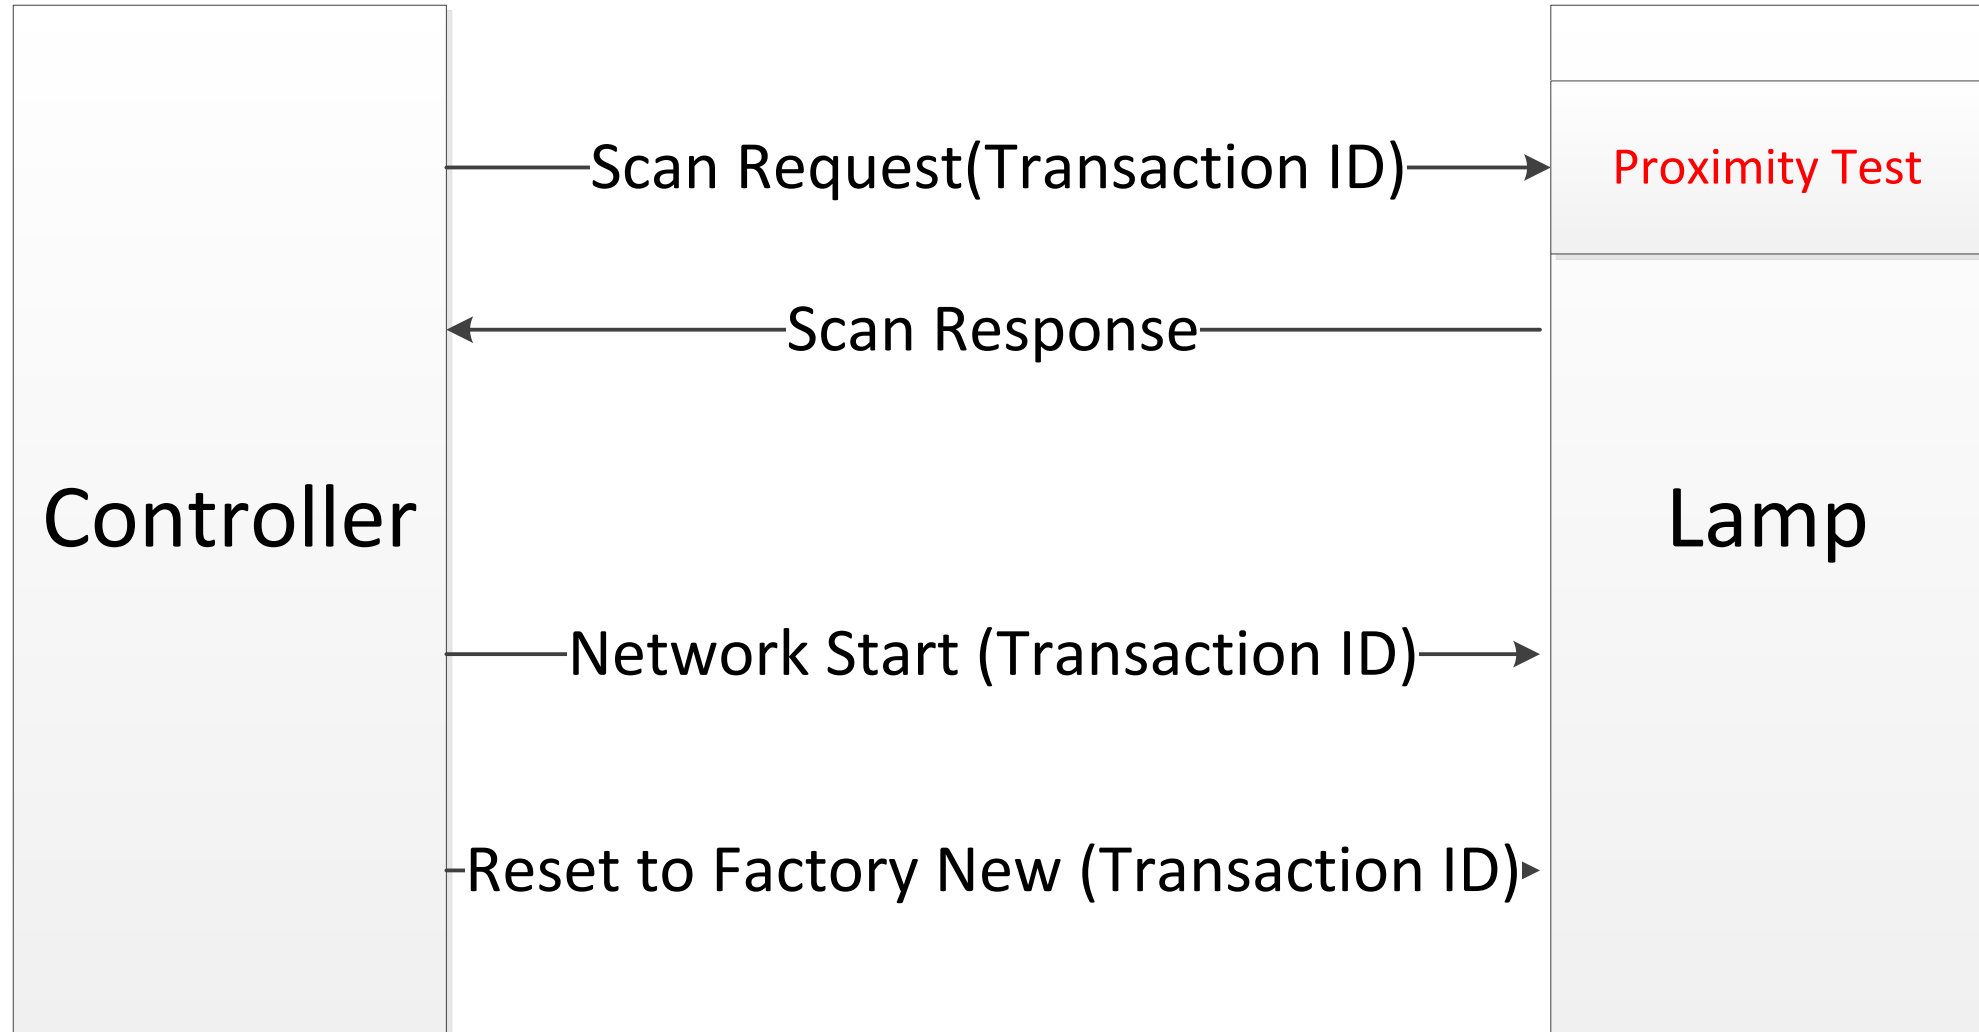 Scan Request(Transaction ID)
Proximity Test
Scan Response
Controller
Lamp
Network Start (Transaction ID)
Reset to Factory New (Transaction ID)